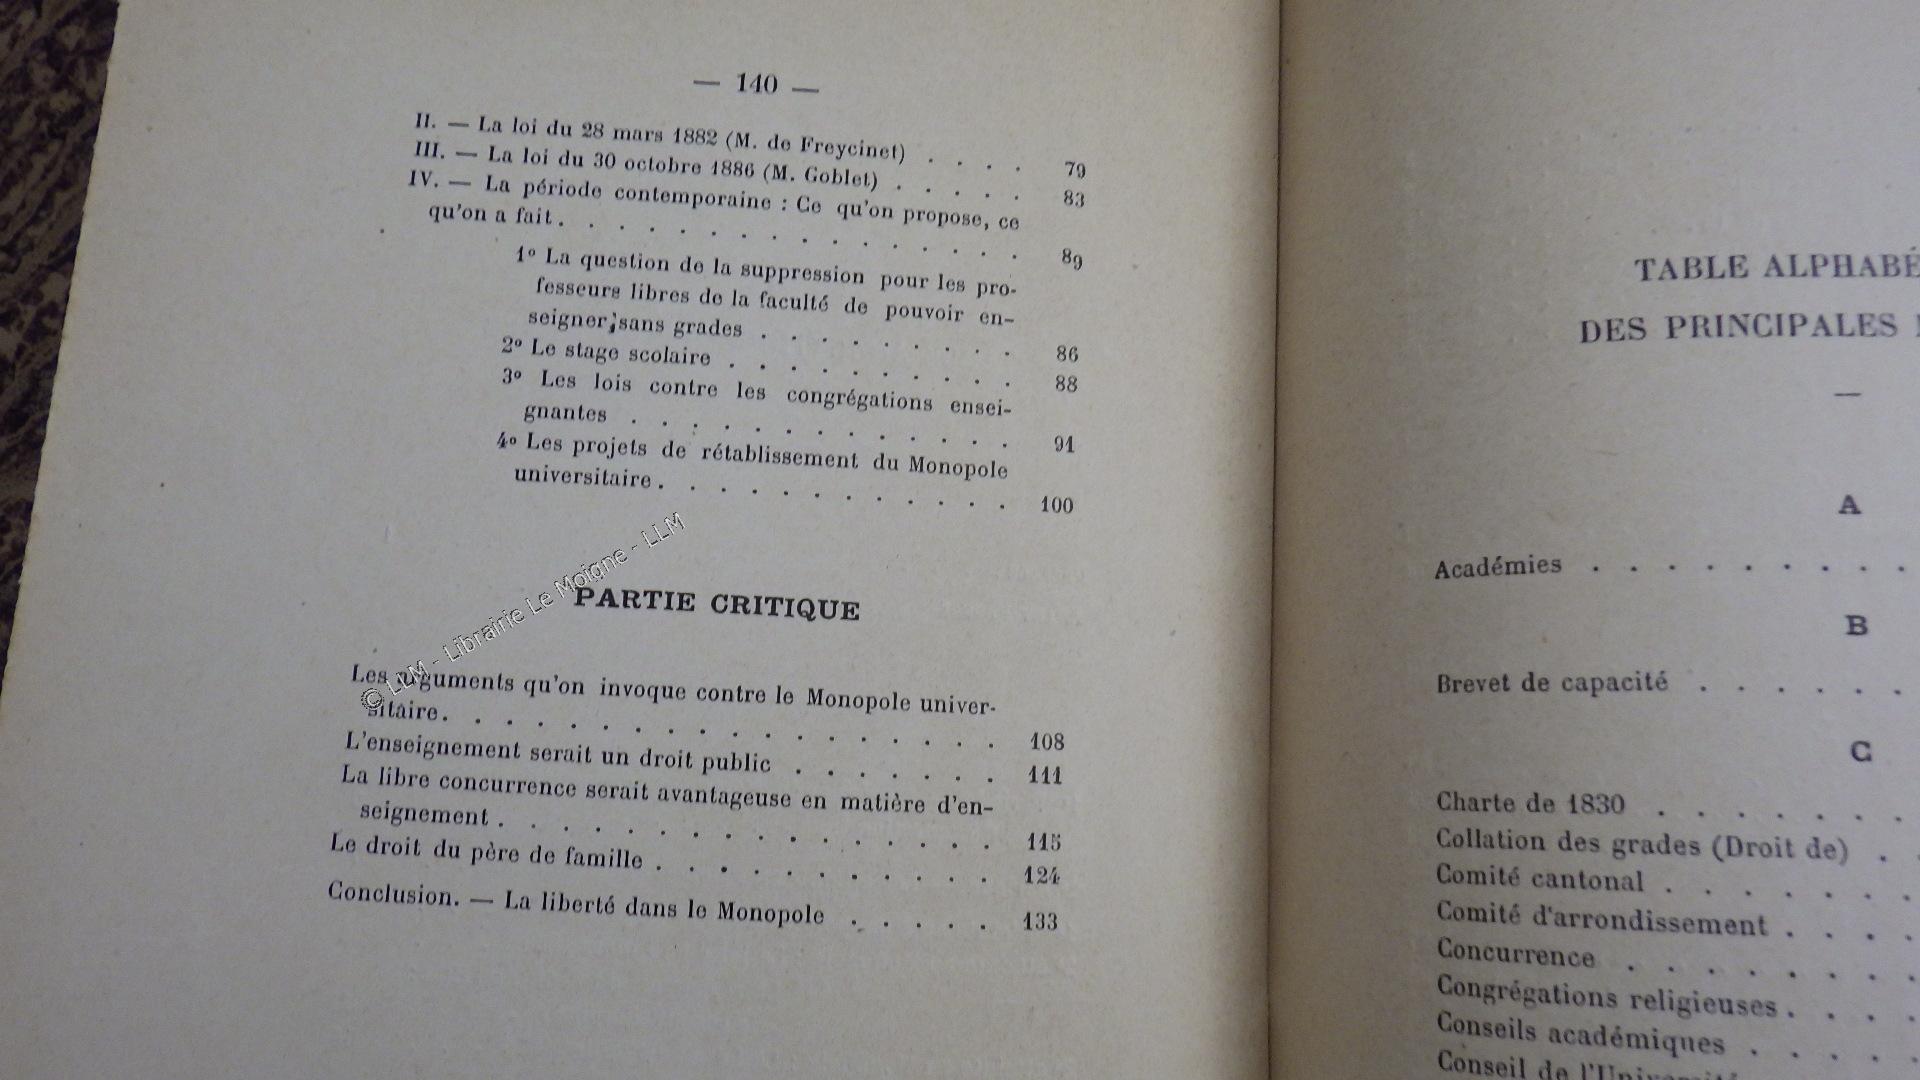 — 140 —
II. — La loi du 28 mars 1882 (M. de Freycinet) . . . . 79
III. — La loi du 30 octobre 1886 (M. Goblet) . . . . . 83
IV. — La période contemporaine : Ce qu'on propose, ce
qu'on a fait . . . . . . . . . . . . . . . 89
1º La question de la suppression pour les pro-
fesseurs libres de la faculté de pouvoir en-
seigner sans grades . . . . . . . . . 86
2º Le stage scolaire . . . . . . . . . . 88
3º Les lois contre les congrégations ensei-
gnantes . . . . . . . . . . . . . 91
4º Les projets de rétablissement du Monopole
universitaire . . . . . . . . . . . . 100
PARTIE CRITIQUE
Les arguments qu'on invoque contre le Monopole univer-
sitaire . . . . . . . . . . . . . . . . . . 108
L'enseignement serait un droit public . . . . . . . 111
La libre concurrence serait avantageuse en matière d'en-
seignement . . . . . . . . . . . . . . . . 115
Le droit du père de famille . . . . . . . . . . . 124
Conclusion. — La liberté dans le Monopole . . . . . 133
© LLM - Librairie Le Moigne - LLM
TABLE ALPHABÉ
DES PRINCIPALES
—
A
Académies . . . . . . . . .
B
Brevet de capacité . . . . . .
C
Charte de 1830 . . . . . . .
Collation des grades (Droit de) .
Comité cantonal . . . . . . .
Comité d'arrondissement . . . .
Concurrence . . . . . . . .
Congrégations religieuses . . . .
Conseils académiques . . . . .
Conseil de